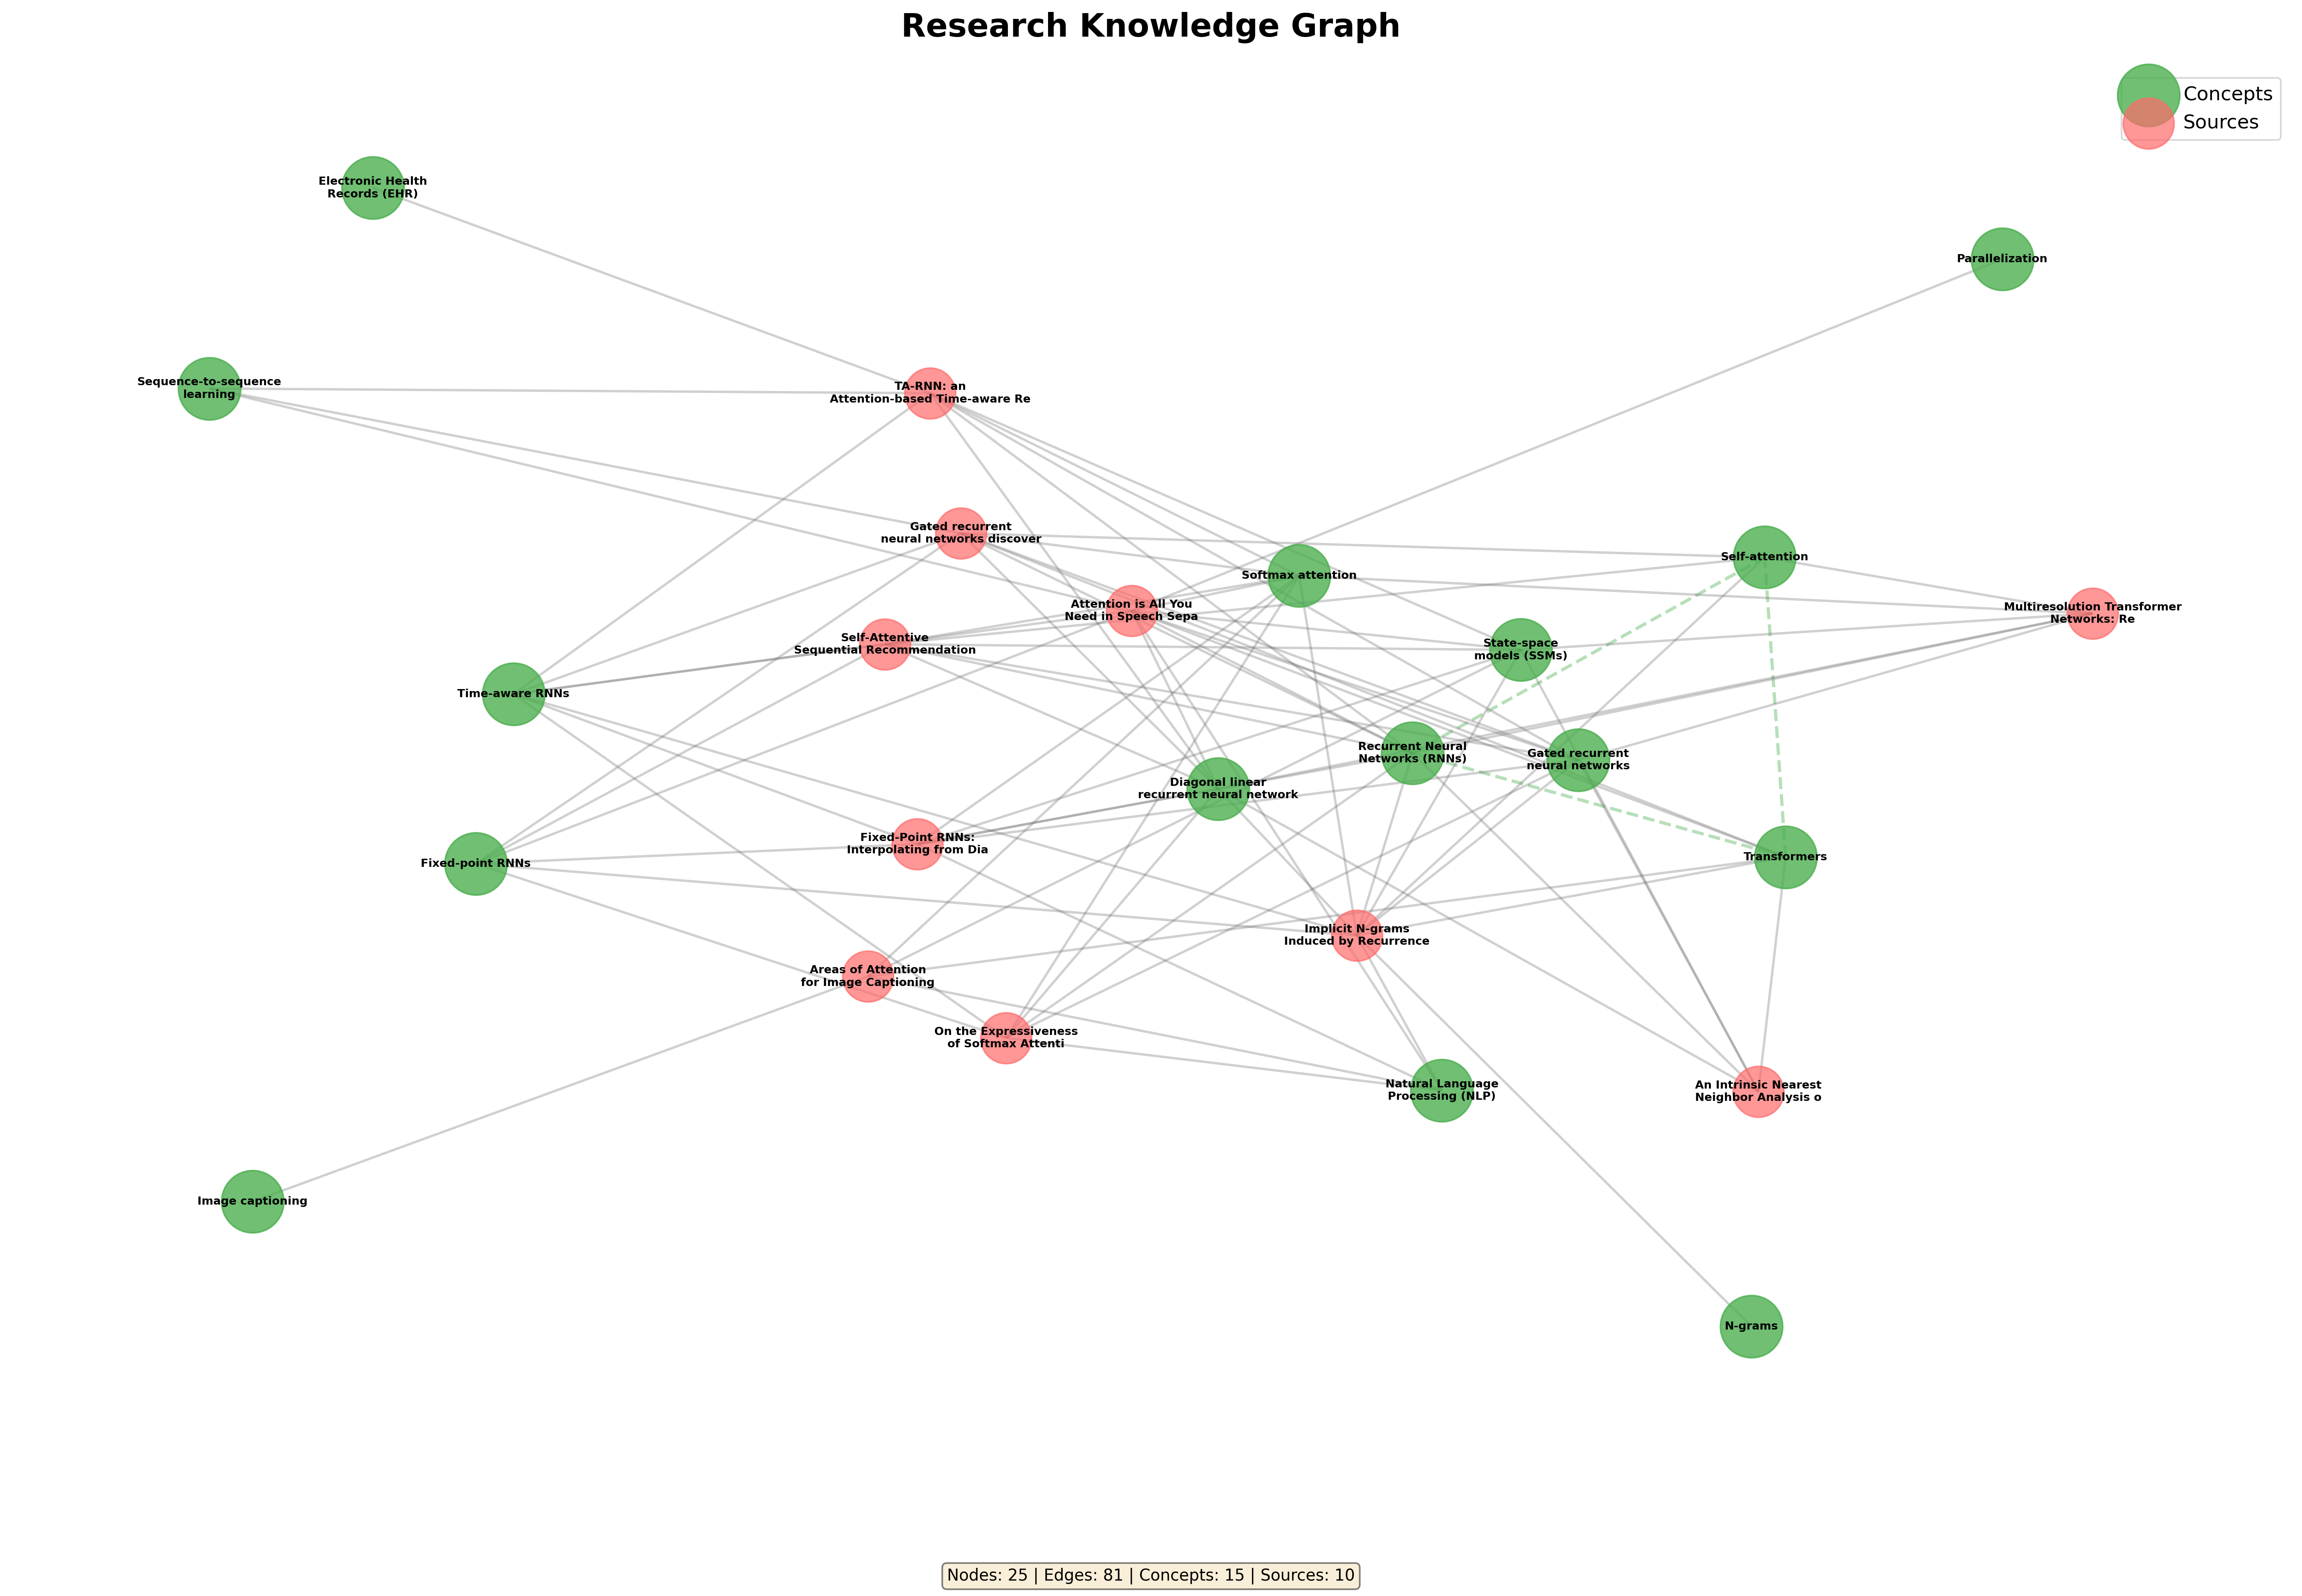 Research Knowledge Graph
Concepts
Sources
Electronic Health
Records (EHR)
Parallelization
Sequence-to-sequence
learning
TA-RNN: an
Attention-based Time-aware Re
Gated recurrent
neural networks discover
Self-attention
Softmax attention
Attention is All You
Need in Speech Sepa
Multiresolution Transformer
Networks: Re
Self-Attentive
Sequential Recommendation
State-space
models (SSMs)
Time-aware RNNs
Recurrent Neural
Networks (RNNs)
Gated recurrent
neural networks
Diagonal linear
recurrent neural network
Fixed-Point RNNs:
Interpolating from Dia
Transformers
Fixed-point RNNs
Implicit N-grams
Induced by Recurrence
Areas of Attention
for Image Captioning
On the Expressiveness
of Softmax Attenti
Natural Language
Processing (NLP)
An Intrinsic Nearest
Neighbor Analysis o
Image captioning
N-grams
Nodes: 25 | Edges: 81 | Concepts: 15 | Sources: 10